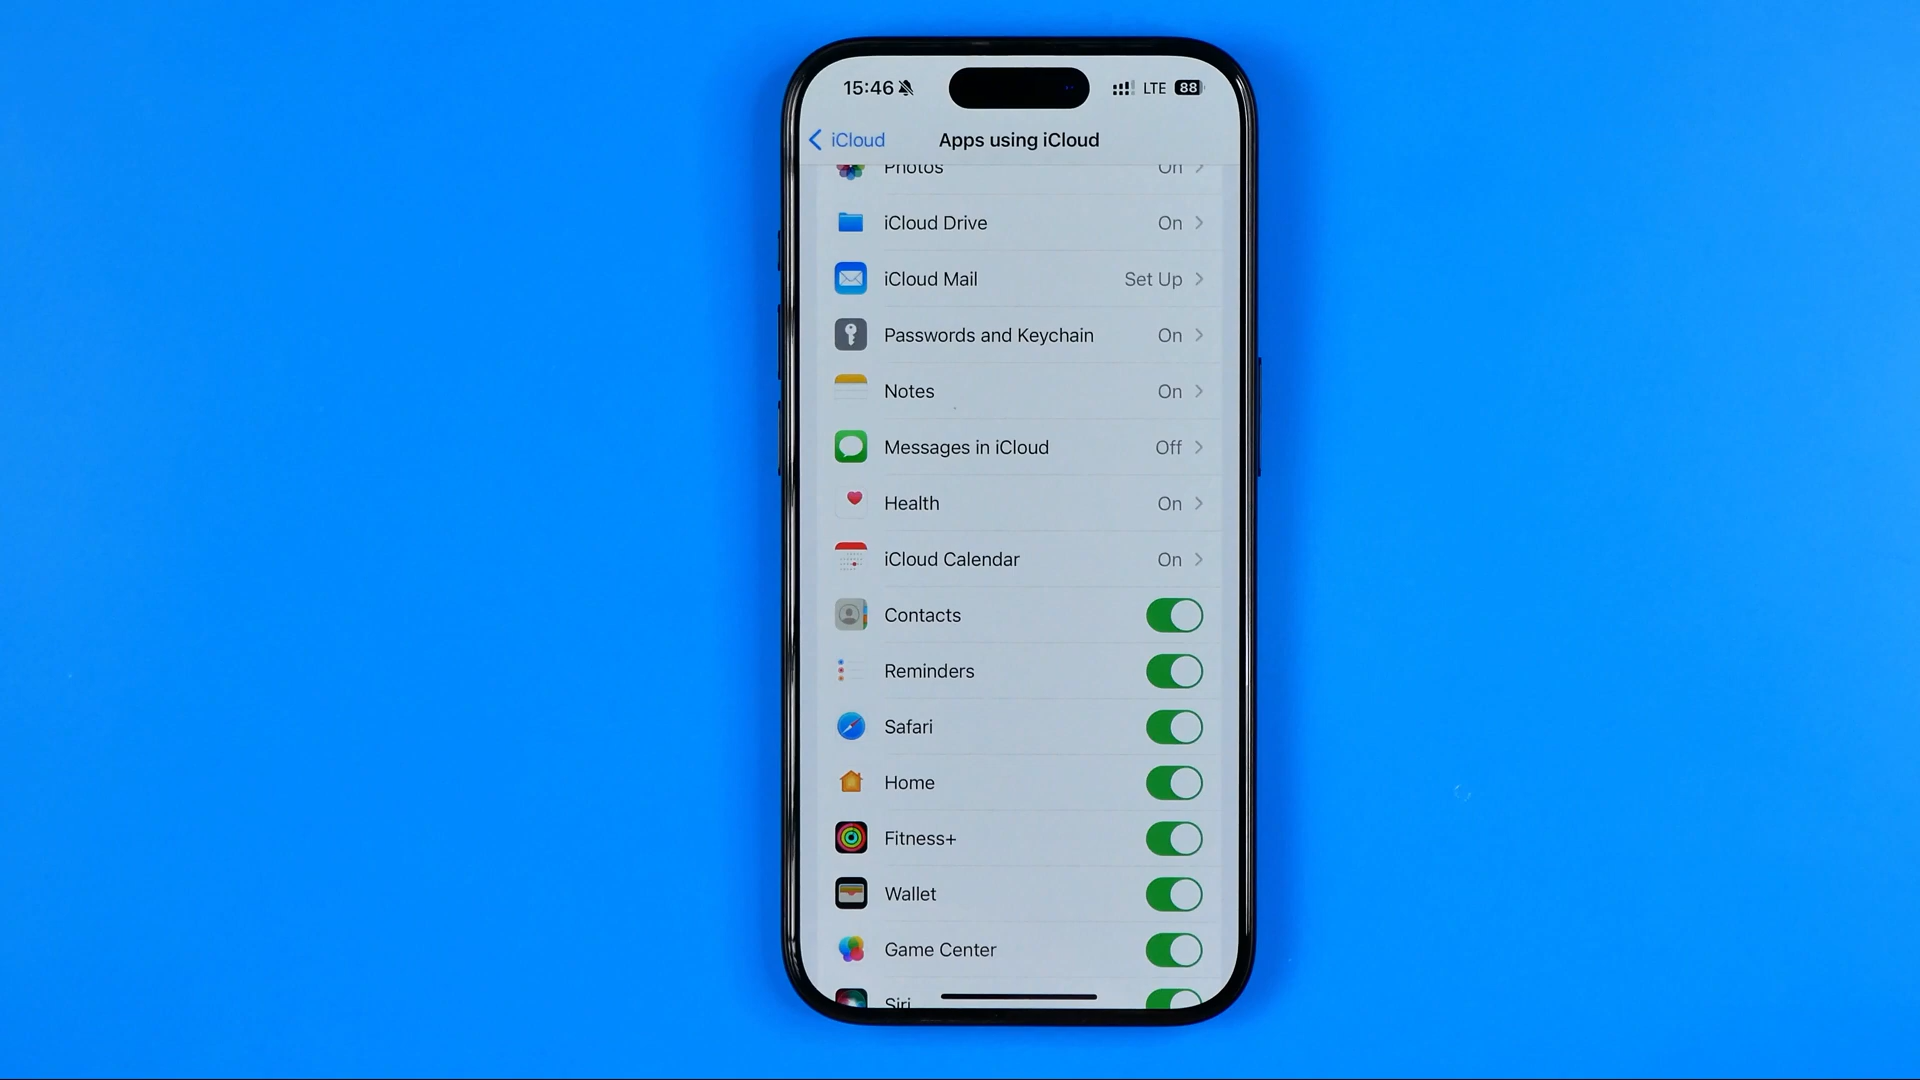 15:46 LTE 88
iCloud Apps using iCloud
Photos On
iCloud Drive On
iCloud Mail Set Up
Passwords and Keychain On
Notes On
Messages in iCloud Off
Health On
iCloud Calendar On
Contacts
Reminders
Safari
Home
Fitness+
Wallet
Game Center
Siri